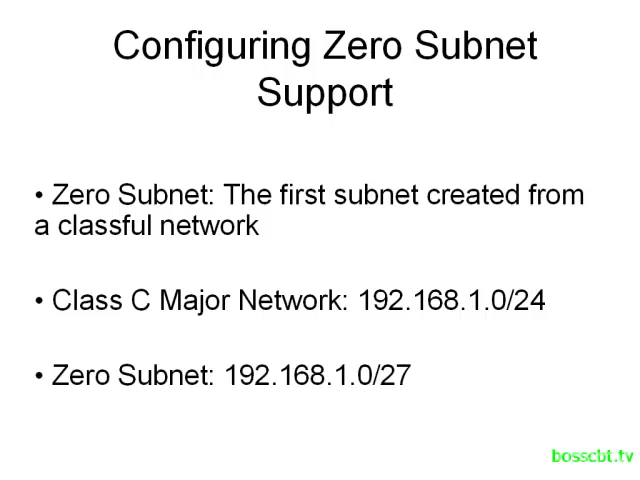 Configuring Zero Subnet
Support
• Zero Subnet: The first subnet created from
a classful network
• Class C Major Network: 192.168.1.0/24
• Zero Subnet: 192.168.1.0/27
bosscbt.tv